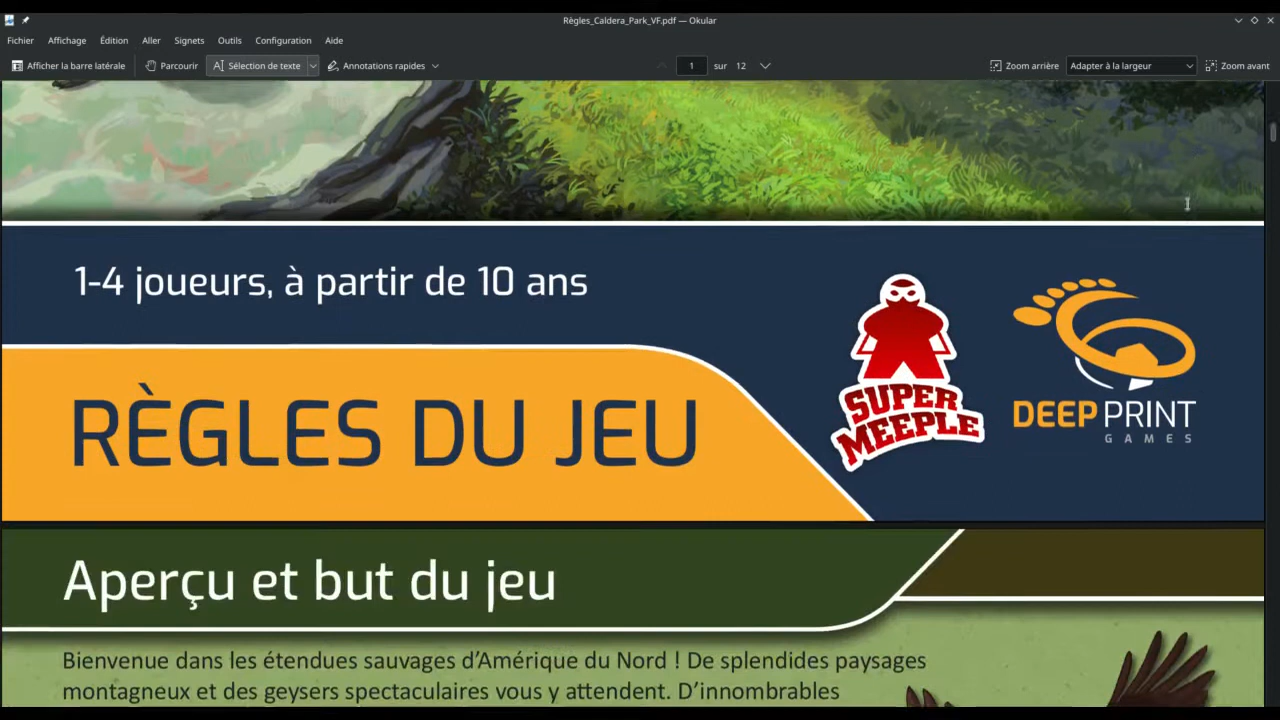 Règles_Caldera_Park_VF.pdf — Okular
Fichier Affichage Édition Aller Signets Outils Configuration Aide
Afficher la barre latérale Parcourir Sélection de texte Annotations rapides 1 sur 12 Zoom arrière Adapter à la largeur Zoom avant
1-4 joueurs, à partir de 10 ans
RÈGLES DU JEU
SUPER
MEEPLE
DEEP PRINT
GAMES
Aperçu et but du jeu
Bienvenue dans les étendues sauvages d’Amérique du Nord ! De splendides paysages
montagneux et des geysers spectaculaires vous y attendent. D’innombrables